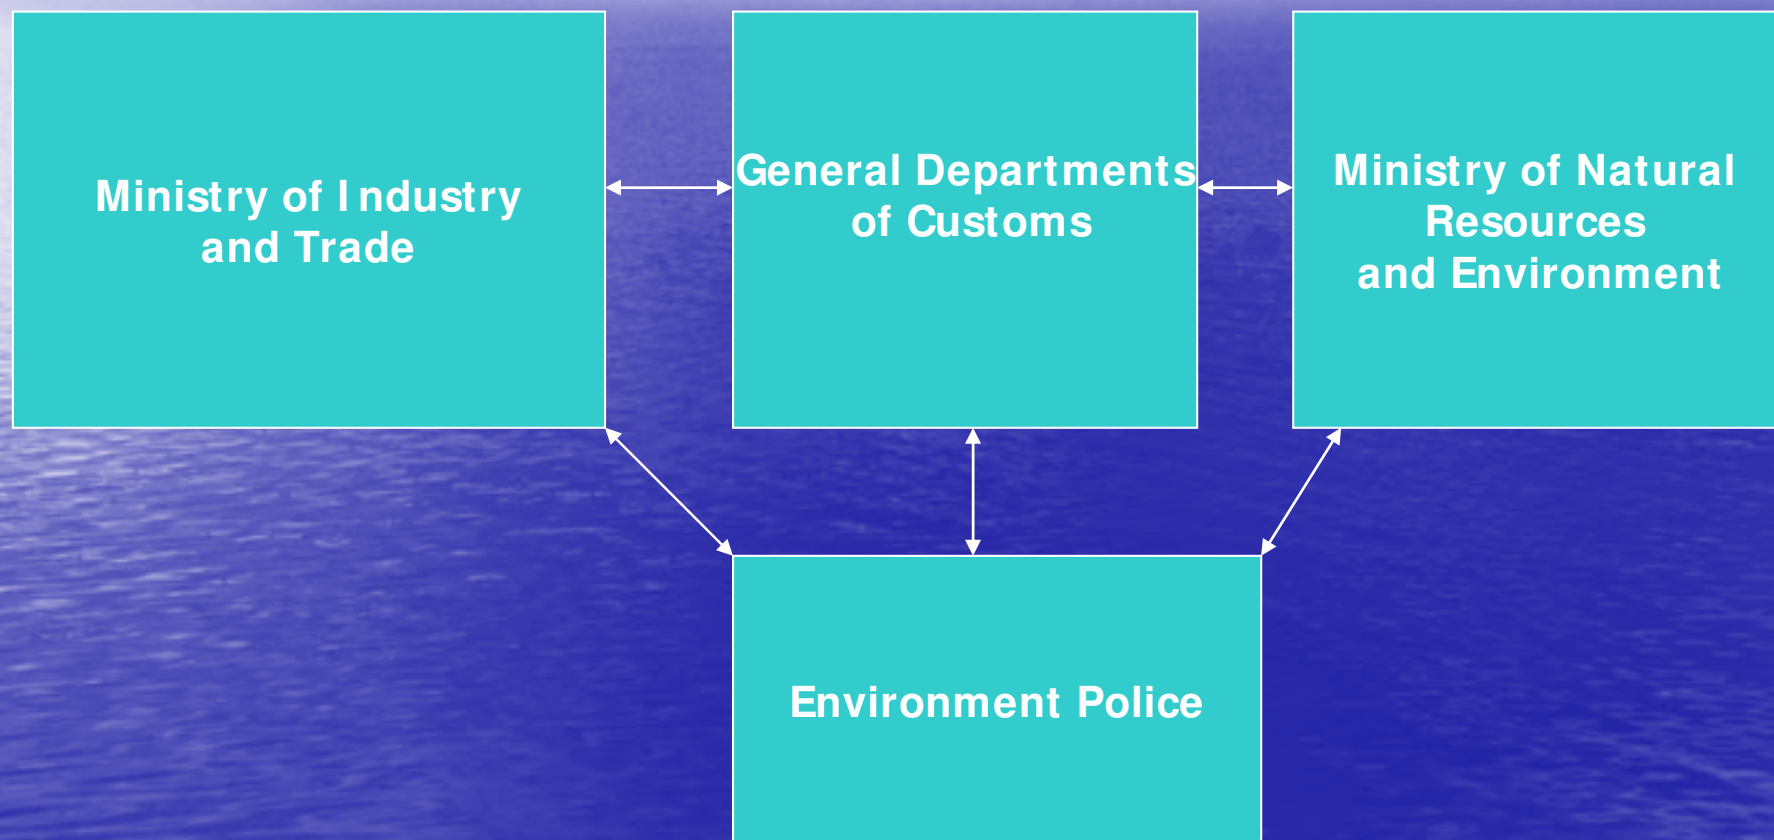 Ministry of Industry
and Trade
General Departments
of Customs
Ministry of Natural
Resources
and Environment
Environment Police